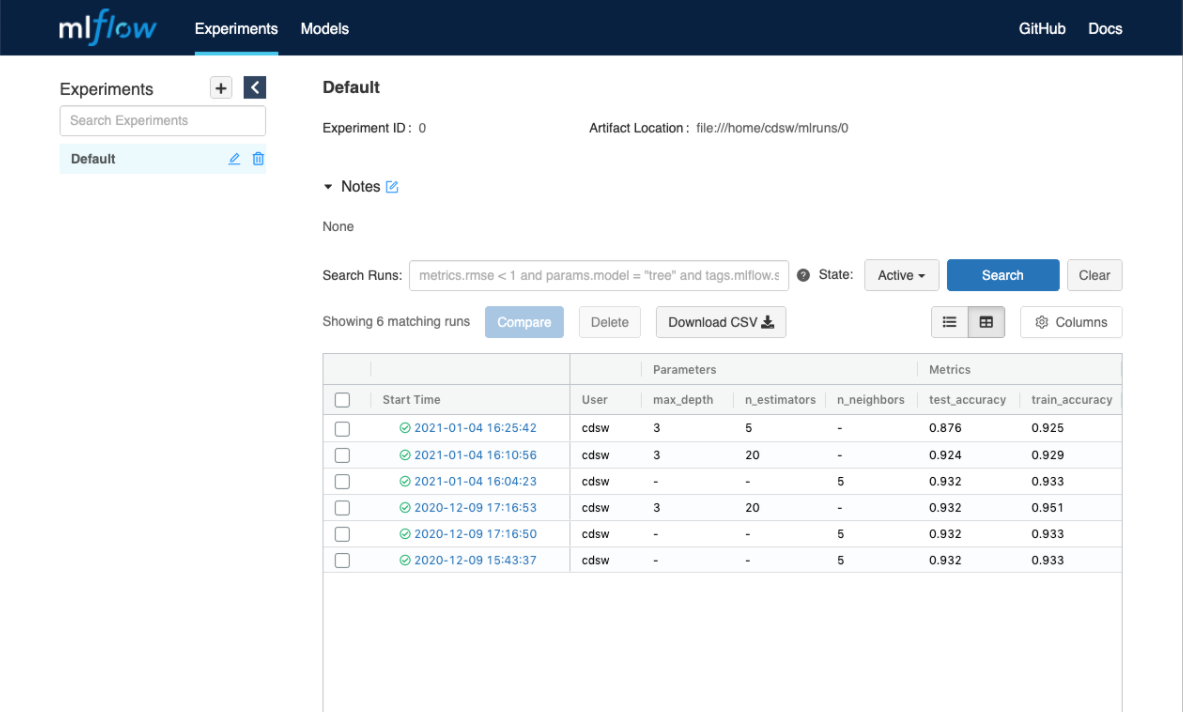 mlflow Experiments Models GitHub Docs
Experiments
Search Experiments
Default
Default
Experiment ID : 0 Artifact Location : file:///home/cdsw/mlruns/0
Notes
None
Search Runs: metrics.rmse < 1 and params.model = "tree" and tags.mlflow.s ? State: Active Search Clear
Showing 6 matching runs Compare Delete Download CSV Columns
Parameters Metrics
Start Time User max_depth n_estimators n_neighbors test_accuracy train_accuracy
2021-01-04 16:25:42 cdsw 3 5 - 0.876 0.925
2021-01-04 16:10:56 cdsw 3 20 - 0.924 0.929
2021-01-04 16:04:23 cdsw - - 5 0.932 0.933
2020-12-09 17:16:53 cdsw 3 20 - 0.932 0.951
2020-12-09 17:16:50 cdsw - - 5 0.932 0.933
2020-12-09 15:43:37 cdsw - - 5 0.932 0.933